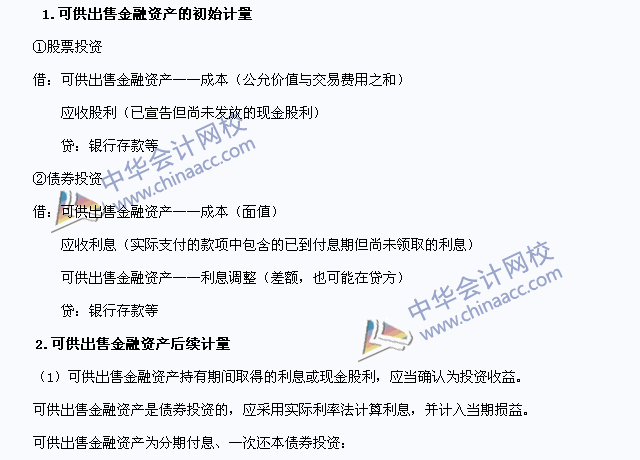 1.可供出售金融资产的初始计量
①股票投资
借：可供出售金融资产——成本（公允价值与交易费用之和）
应收股利（已宣告但尚未发放的现金股利）
贷：银行存款等
②债券投资
借：可供出售金融资产——成本（面值）
应收利息（实际支付的款项中包含的已到付息期但尚未领取的利息）
可供出售金融资产——利息调整（差额，也可能在贷方）
贷：银行存款等
2.可供出售金融资产后续计量
（1）可供出售金融资产持有期间取得的利息或现金股利，应当确认为投资收益。
可供出售金融资产是债券投资的，应采用实际利率法计算利息，并计入当期损益。
可供出售金融资产为分期付息、一次还本债券投资：
中华会计网校
www.chinaacc.com
中华会计网校
www.chinaacc.com